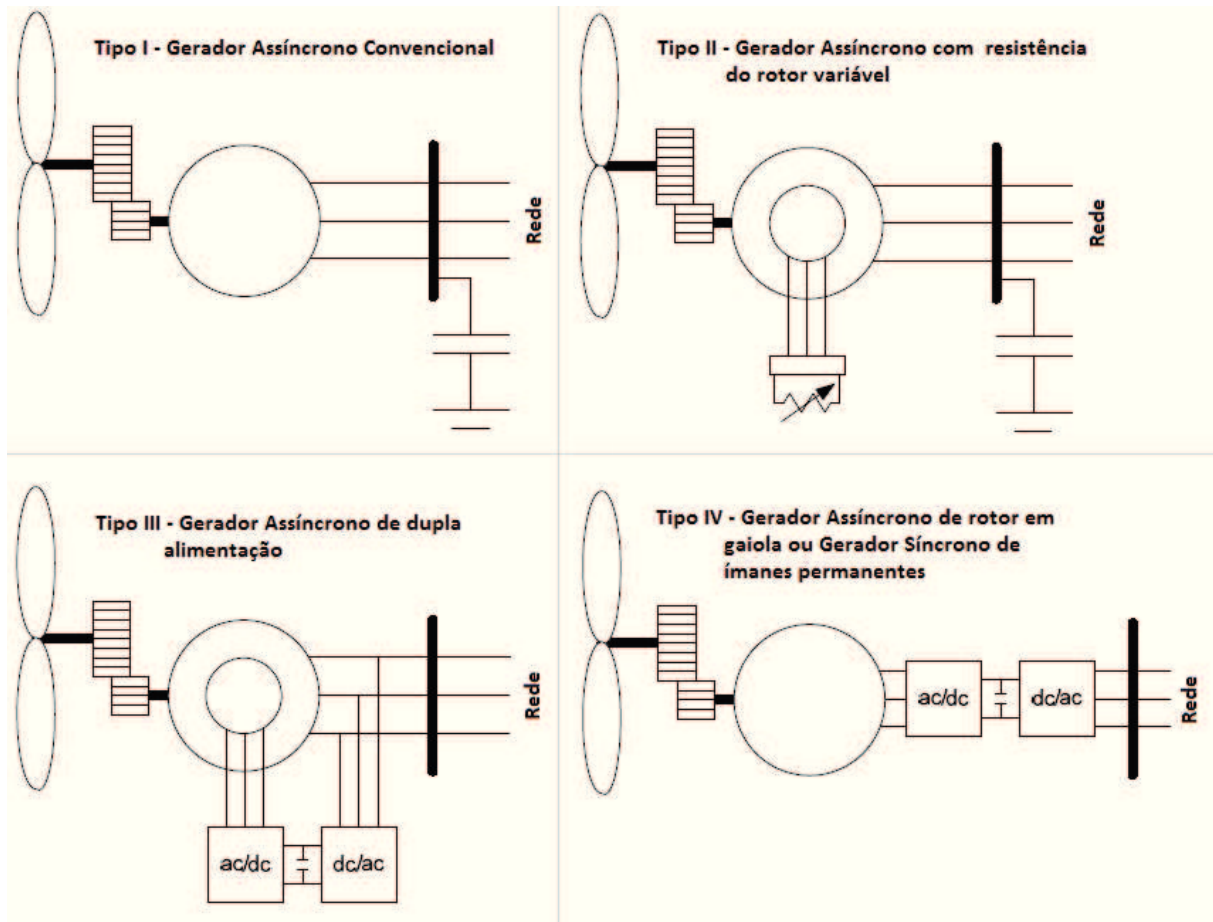 Tipo I - Gerador Assíncrono Convencional
Rede
Tipo II - Gerador Assíncrono com resistência
do rotor variável
Rede
Tipo III - Gerador Assíncrono de dupla
alimentação
Rede
ac/dc
dc/ac
Tipo IV - Gerador Assíncrono de rotor em
gaiola ou Gerador Síncrono de
ímanes permanentes
ac/dc
dc/ac
Rede